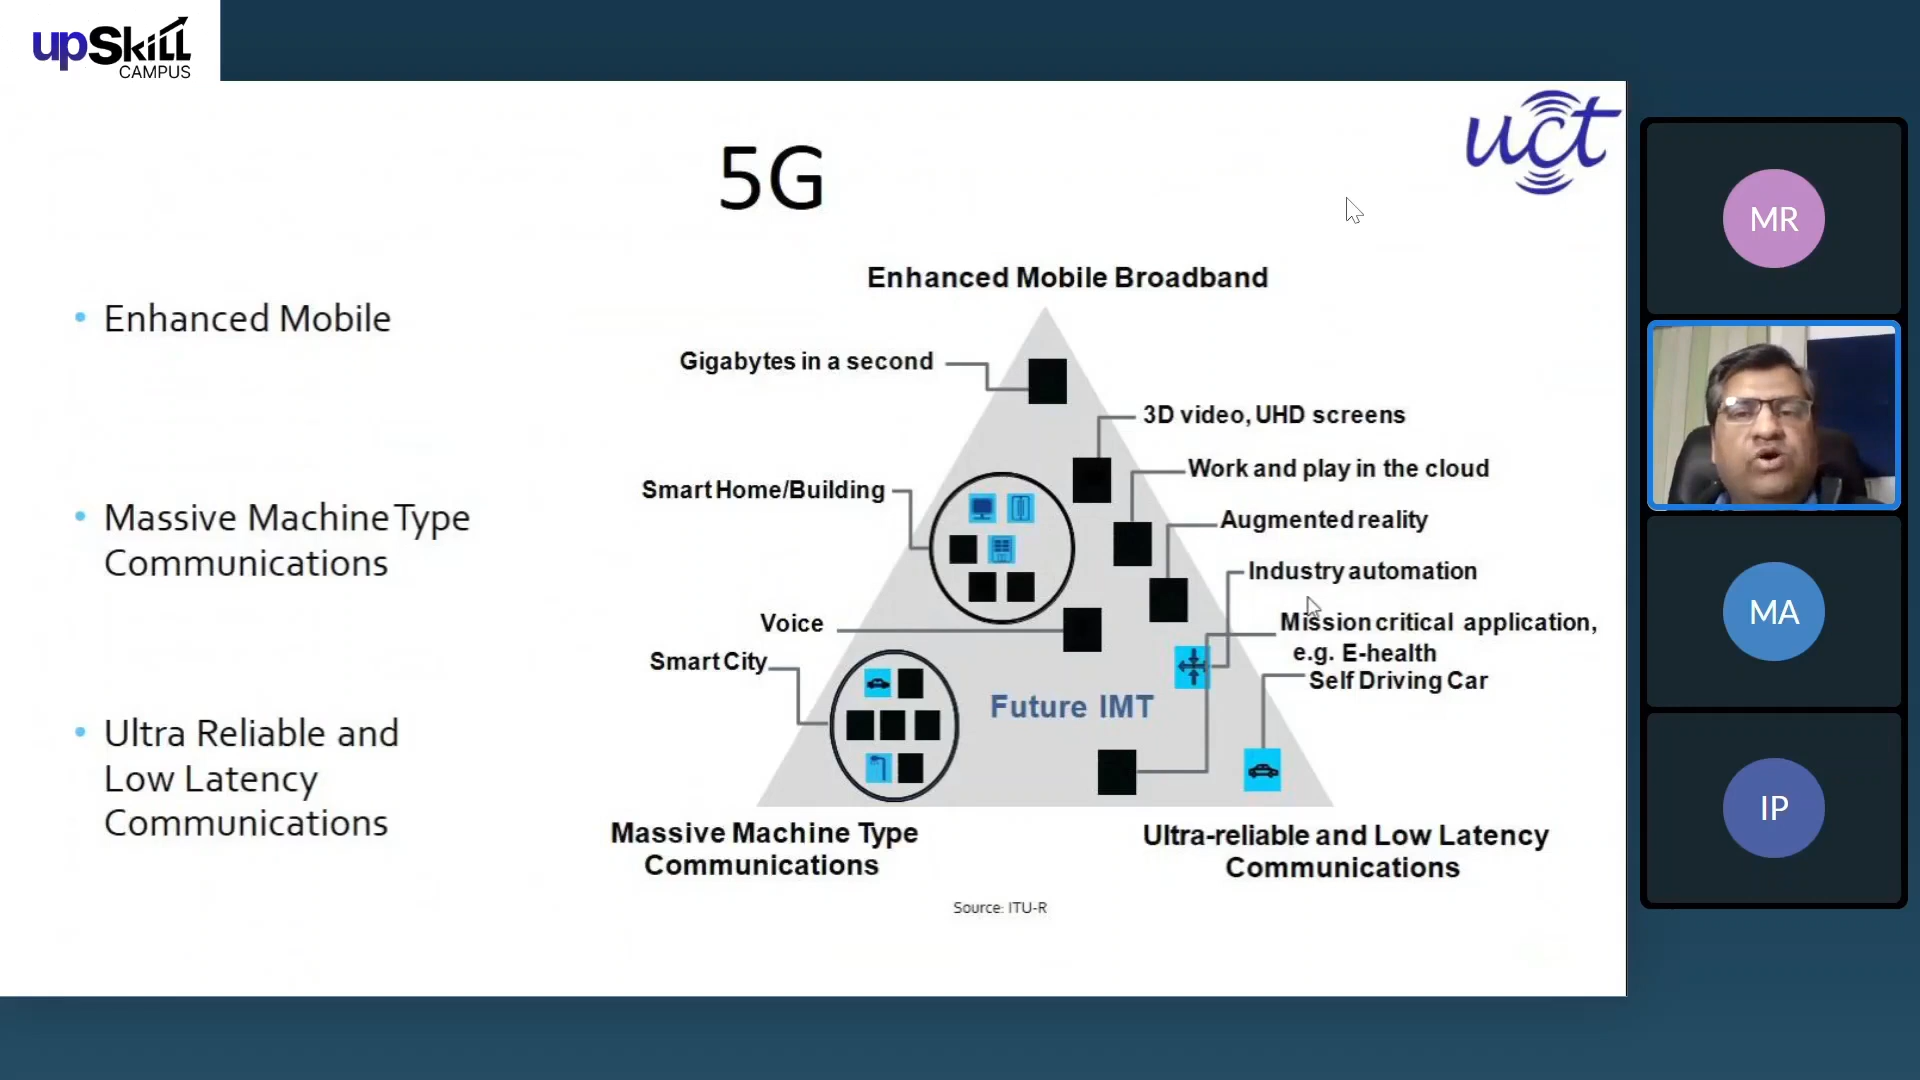 upSkill
CAMPUS
uct
5G
Enhanced Mobile
Massive Machine Type
Communications
Ultra Reliable and
Low Latency
Communications
Enhanced Mobile Broadband
Gigabytes in a second
3D video, UHD screens
Smart Home/Building
Work and play in the cloud
Augmented reality
Industry automation
Voice
Mission critical application,
e.g. E-health
Smart City
Self Driving Car
Future IMT
Massive Machine Type
Communications
Ultra-reliable and Low Latency
Communications
Source: ITU-R
MR
MA
IP